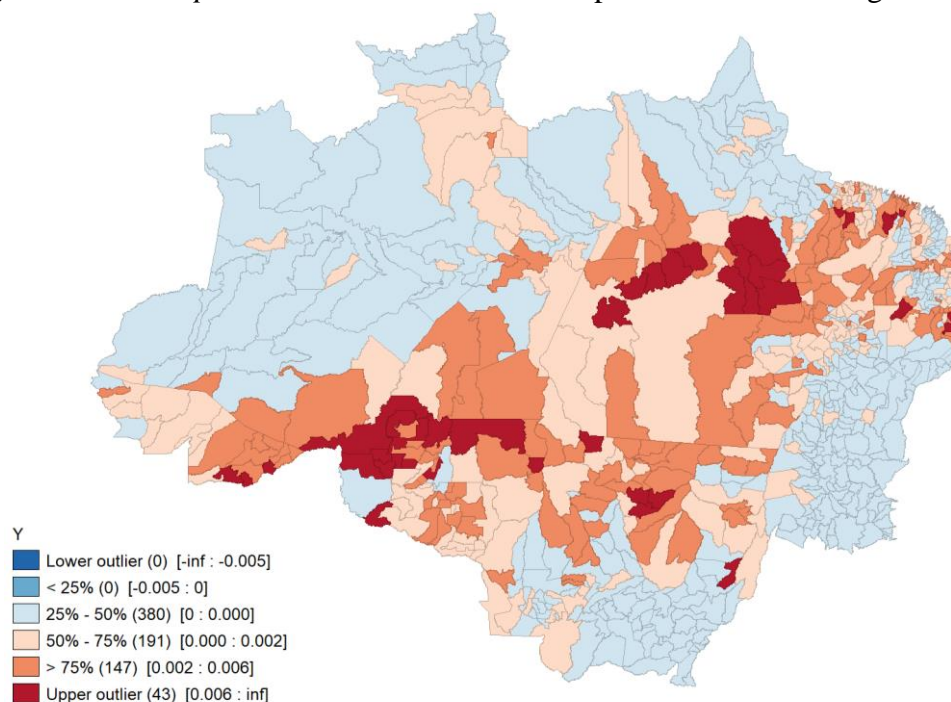 Y
Lower outlier (0) [-inf : -0.005]
< 25% (0) [-0.005 : 0]
25% - 50% (380) [0 : 0.000]
50% - 75% (191) [0.000 : 0.002]
> 75% (147) [0.002 : 0.006]
Upper outlier (43) [0.006 : inf]